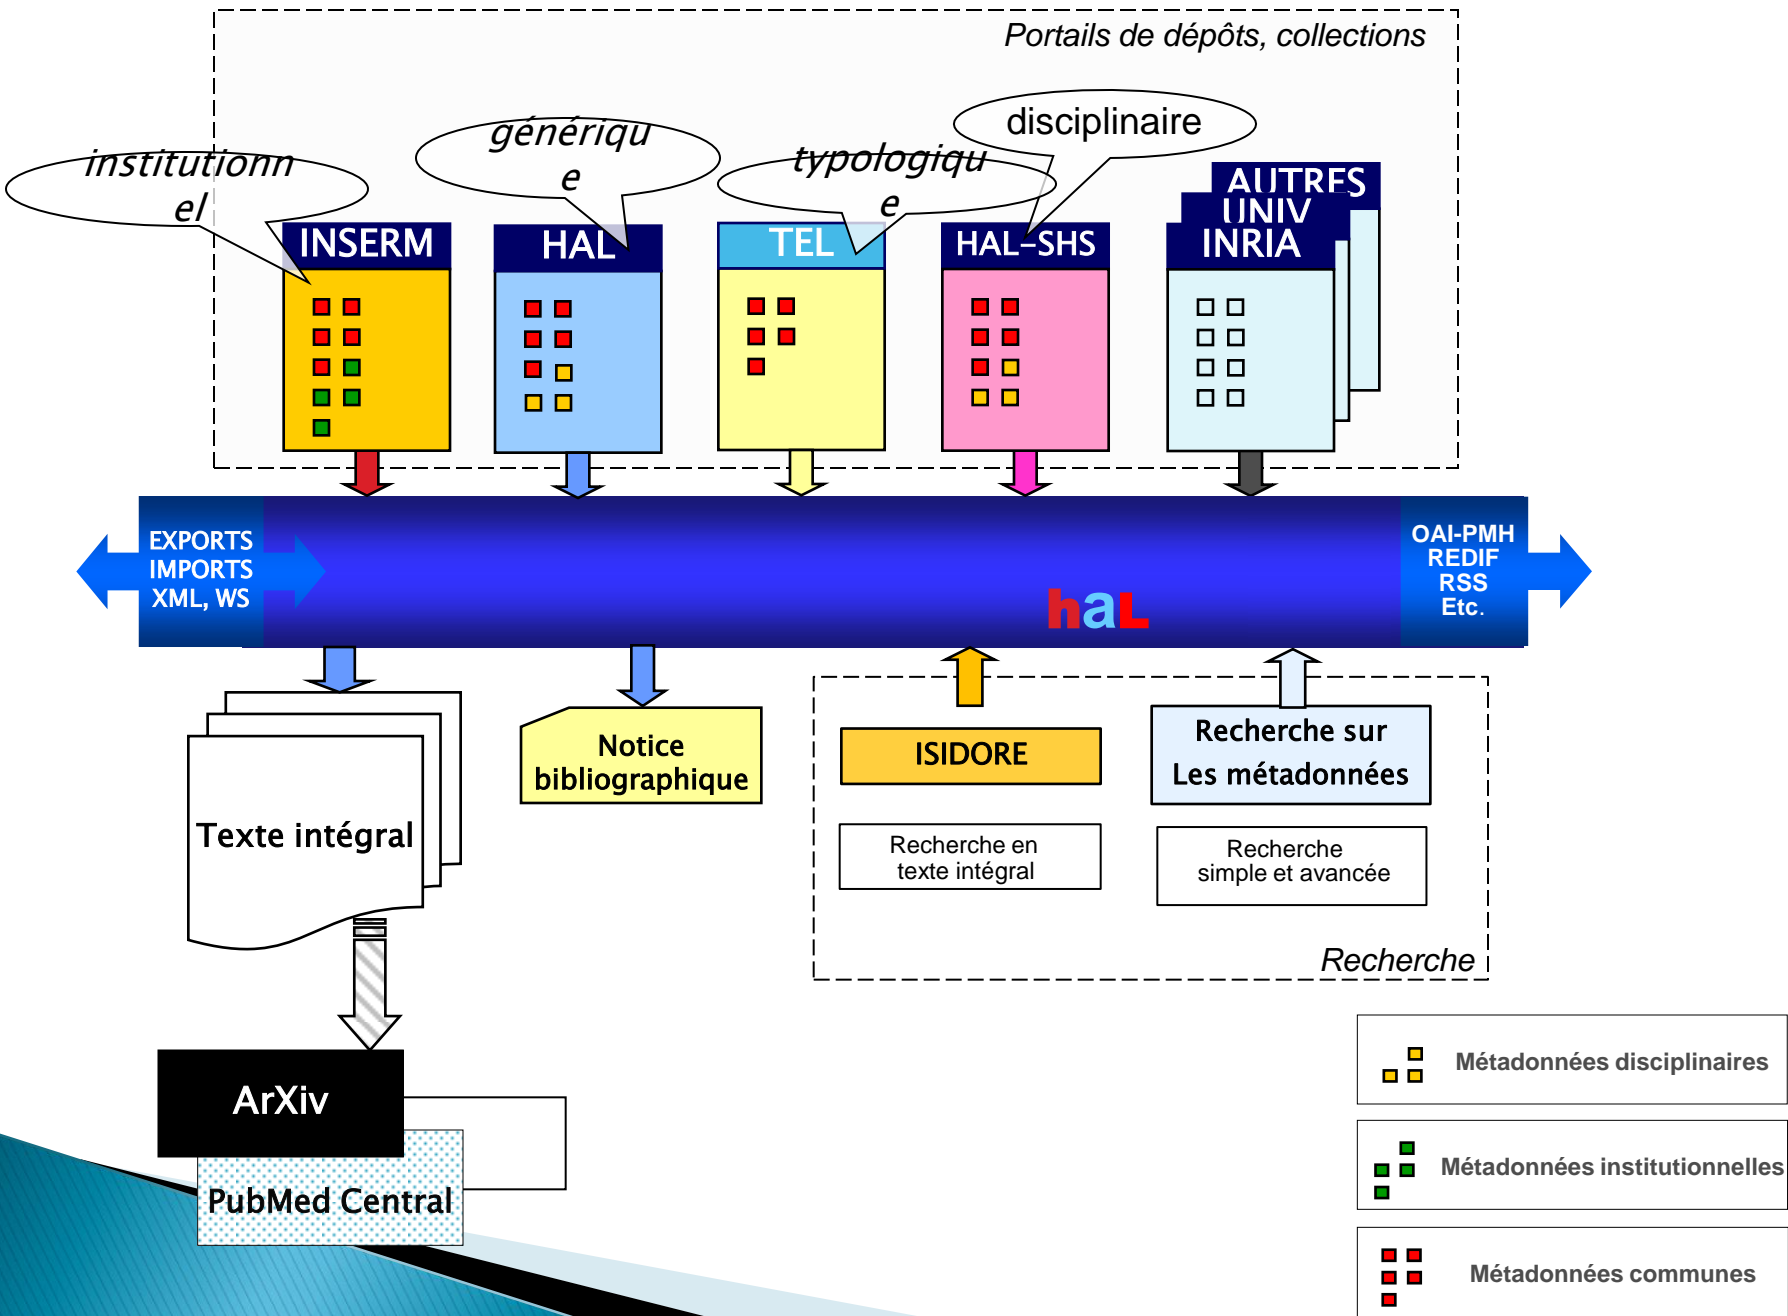 Portails de dépôts, collections
institutionn
el
génériqu
e
typologiqu
e
disciplinaire
INSERM
HAL
TEL
HAL-SHS
AUTRES
UNIV
INRIA
EXPORTS
IMPORTS
XML, WS
haL
OAI-PMH
REDIF
RSS
Etc.
Texte intégral
Notice
bibliographique
ISIDORE
Recherche en
texte intégral
Recherche sur
Les métadonnées
Recherche
simple et avancée
Recherche
ArXiv
PubMed Central
Métadonnées disciplinaires
Métadonnées institutionnelles
Métadonnées communes